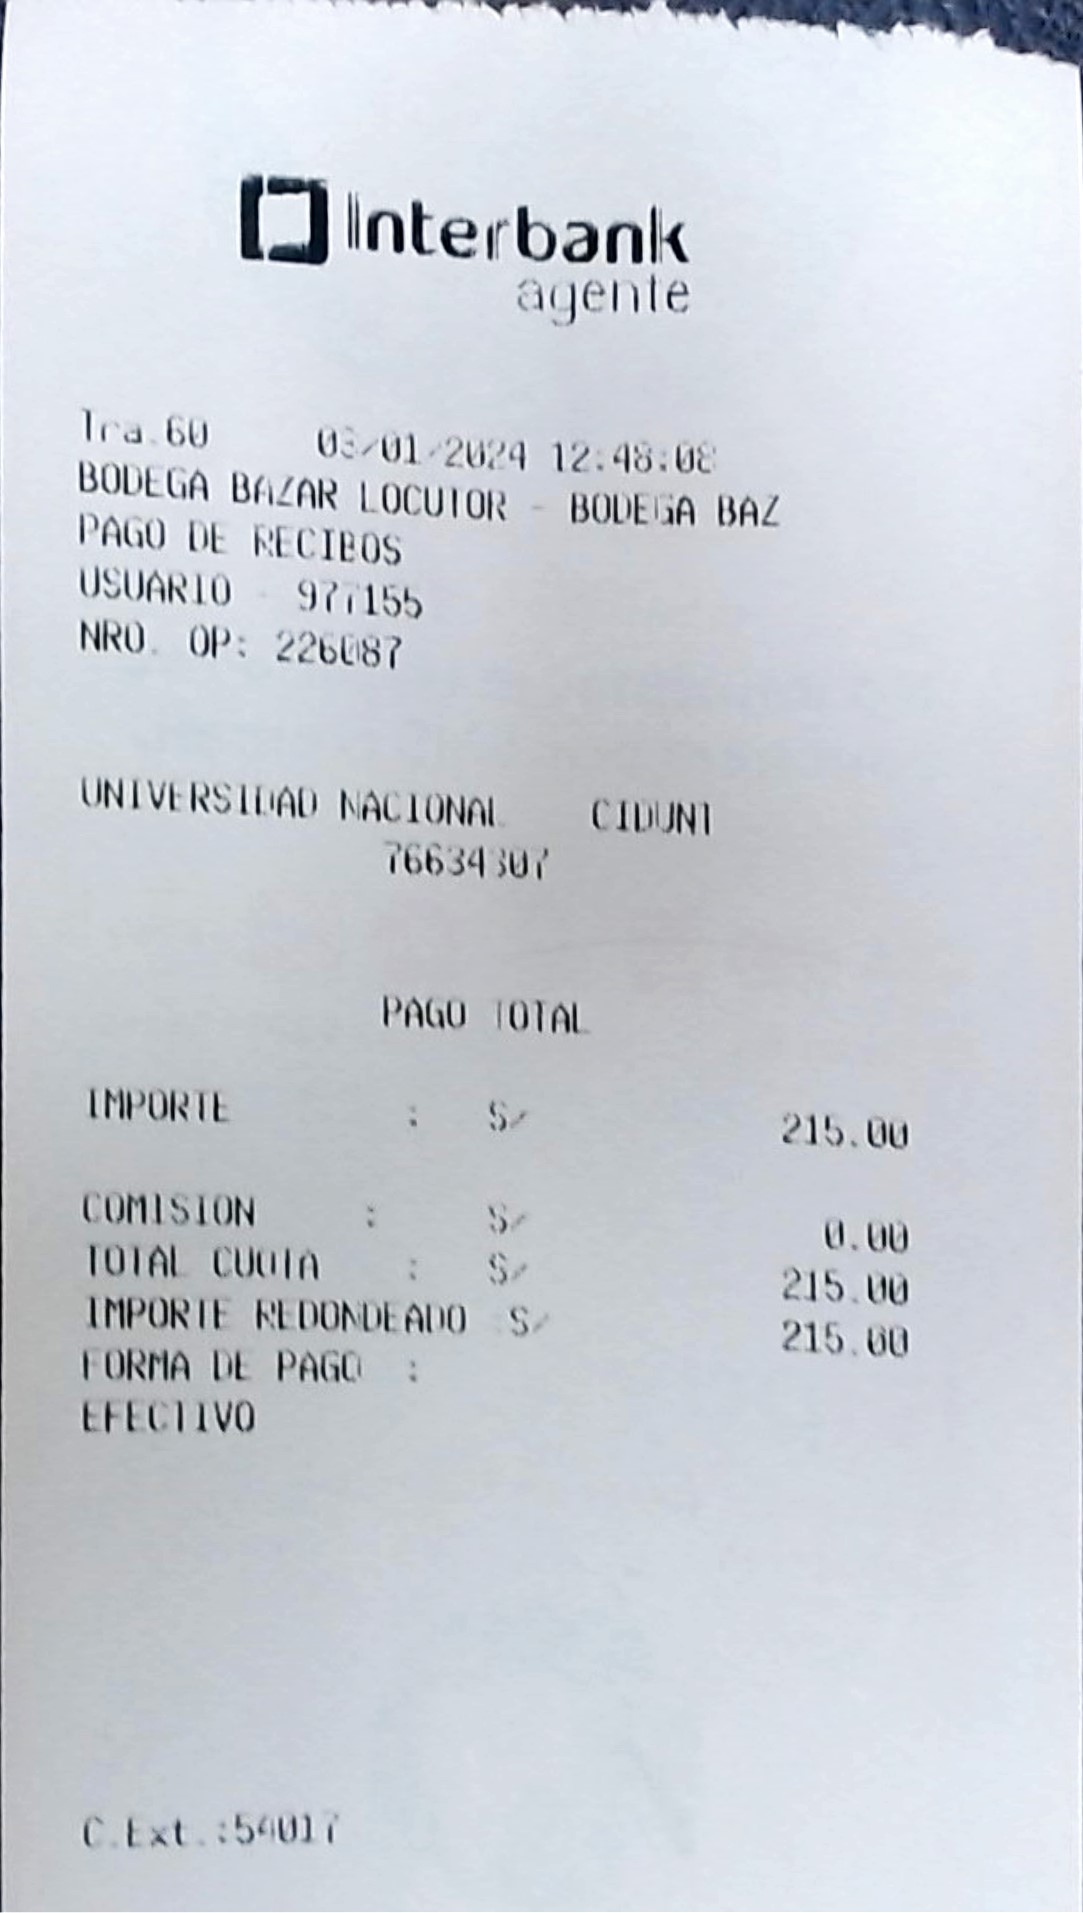 Interbank
agente
Tra.60 03/01/2024 12:48:08
BODEGA BAZAR LOCUTOR - BODEGA BAZ
PAGO DE RECIBOS
USUARIO 977155
NRO. OP: 226087
UNIVERSIDAD NACIONAL CIDUNT
76634307
PAGO TOTAL
IMPORTE : S/ 215.00
COMISION : S/ 0.00
TOTAL CUOTA : S/ 215.00
IMPORTE REDONDEADO S/ 215.00
FORMA DE PAGO :
EFECTIVO
C.Ext.:54017